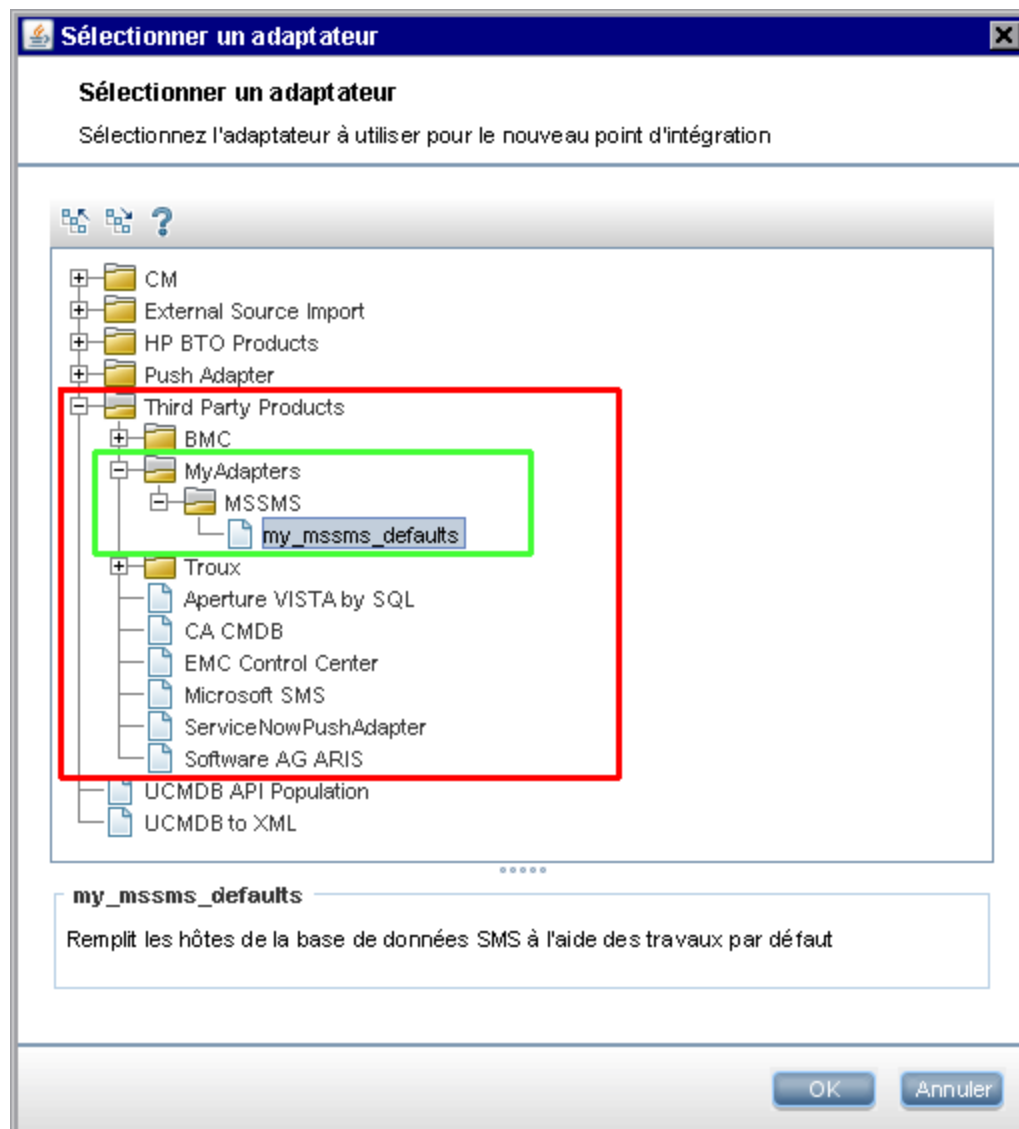 Sélectionner un adaptateur
Sélectionner un adaptateur
Sélectionnez l'adaptateur à utiliser pour le nouveau point d'intégration
CM
External Source Import
HP BTO Products
Push Adapter
Third Party Products
BMC
MyAdapters
MSSMS
my_mssms_defaults
Troux
Aperture VISTA by SQL
CA CMDB
EMC Control Center
Microsoft SMS
ServiceNowPushAdapter
Software AG ARIS
UCMDB API Population
UCMDB to XML
my_mssms_defaults
Remplit les hôtes de la base de données SMS à l'aide des travaux par défaut
OK
Annuler